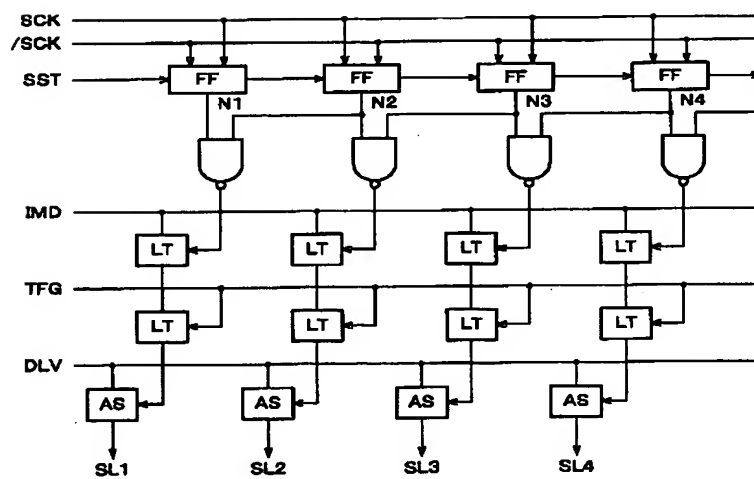 SCK
/SCK
SST FF FF FF FF
N1 N2 N3 N4
IMD
LT LT LT LT
TFG
LT LT LT LT
DLV
AS AS AS AS
SL1 SL2 SL3 SL4